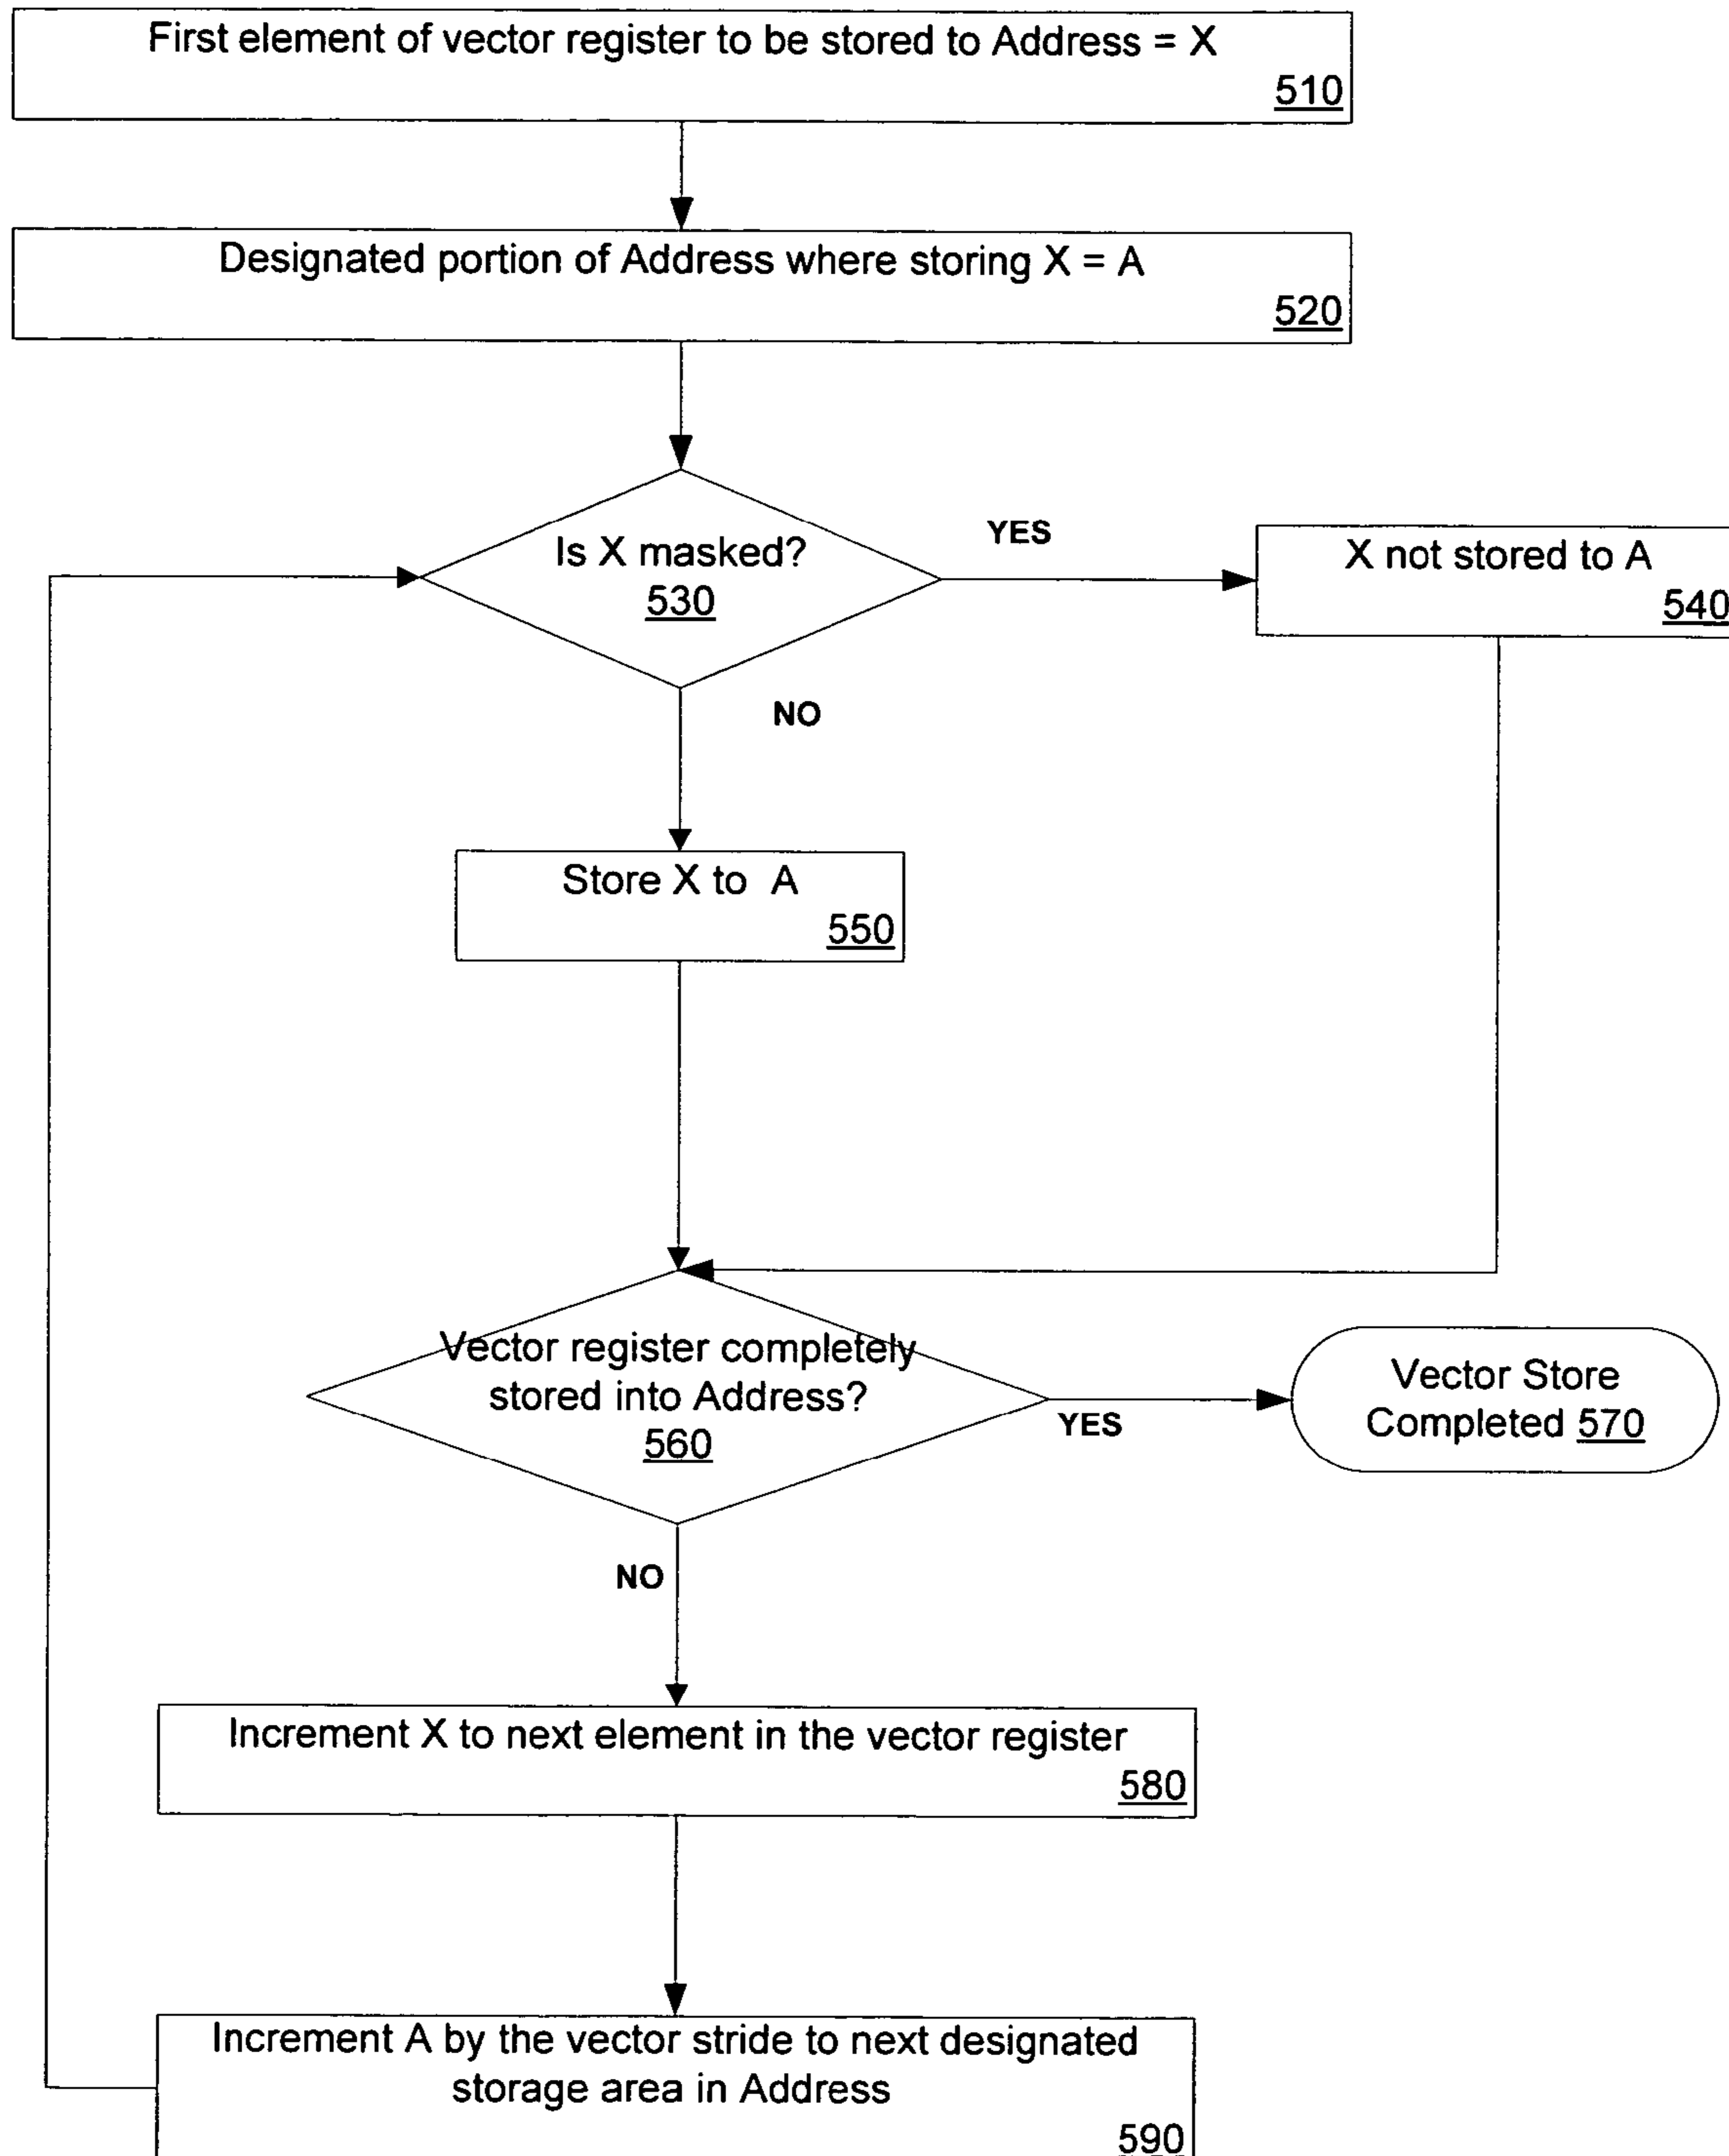 First element of vector register to be stored to Address = X
510
Designated portion of Address where storing X = A
520
Is X masked?
530
YES
X not stored to A
540
NO
Store X to A
550
Vector register completely
stored into Address?
560
YES
Vector Store
Completed 570
NO
Increment X to next element in the vector register
580
Increment A by the vector stride to next designated
storage area in Address
590